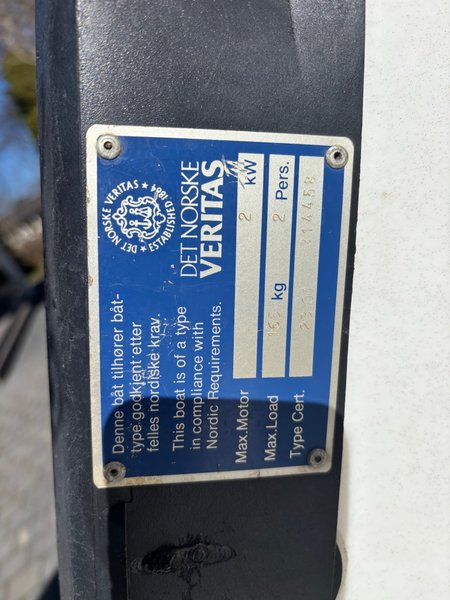 DET NORSKE VERITAS
ESTABLISHED 1864
DET NORSKE
VERITAS
Denne båt tilhører båt-
type godkjent etter
felles nordiske krav.
This boat is of a type
in compliance with
Nordic Requirements.
Max.Motor 2 kW
Max.Load kg 2 Pers.
Type Cert.